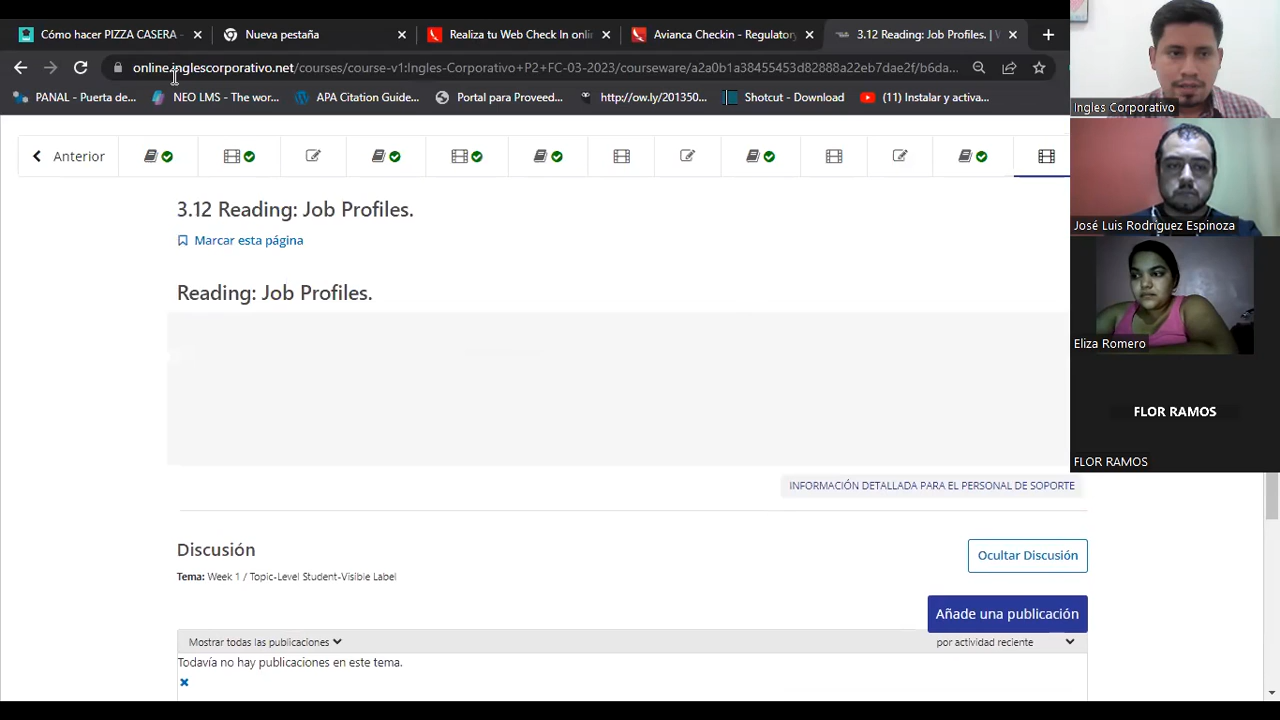 Cómo hacer PIZZA CASERA -
Nueva pestaña
Realiza tu Web Check In onli
Avianca Checkin - Regulatory
3.12 Reading: Job Profiles. |
online.inglescorporativo.net/courses/course-v1:Ingles-Corporativo+P2+FC-03-2023/courseware/a2a0b1a38455453d82888a22eb7dae2f/b6da...
PANAL - Puerta de...
NEO LMS - The wor...
APA Citation Guide...
Portal para Proveed...
http://ow.ly/201350...
Shotcut - Download
(11) Instalar y activa...
Anterior
3.12 Reading: Job Profiles.
Marcar esta página
Reading: Job Profiles.
INFORMACIÓN DETALLADA PARA EL PERSONAL DE SOPORTE
Discusión
Ocultar Discusión
Tema: Week 1 / Topic-Level Student-Visible Label
Añade una publicación
Mostrar todas las publicaciones
por actividad reciente
Todavía no hay publicaciones en este tema.
Ingles Corporativo
José Luis Rodríguez Espinoza
Eliza Romero
FLOR RAMOS
FLOR RAMOS